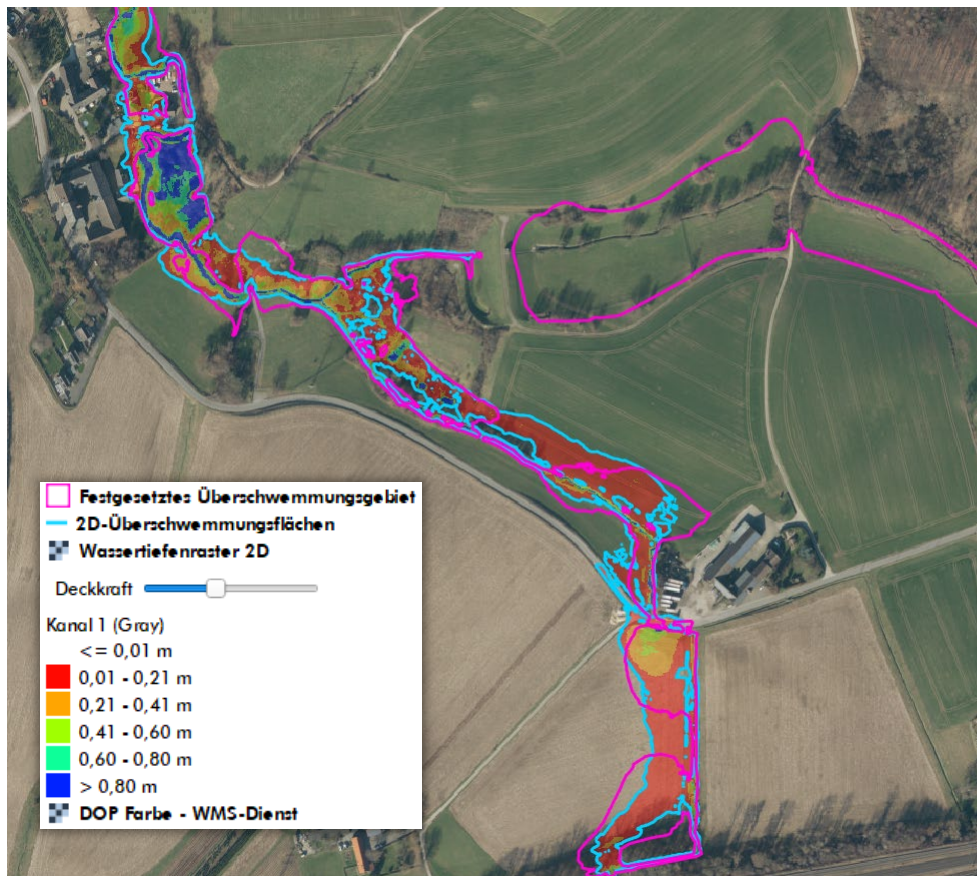 Festgesetztes Überschwemmungsgebiet
2D-Überschwemmungsflächen
Wassertiefenraster 2D
Deckkraft
Kanal 1 (Gray)
<= 0,01 m
0,01 - 0,21 m
0,21 - 0,41 m
0,41 - 0,60 m
0,60 - 0,80 m
> 0,80 m
DOP Farbe - WMS-Dienst